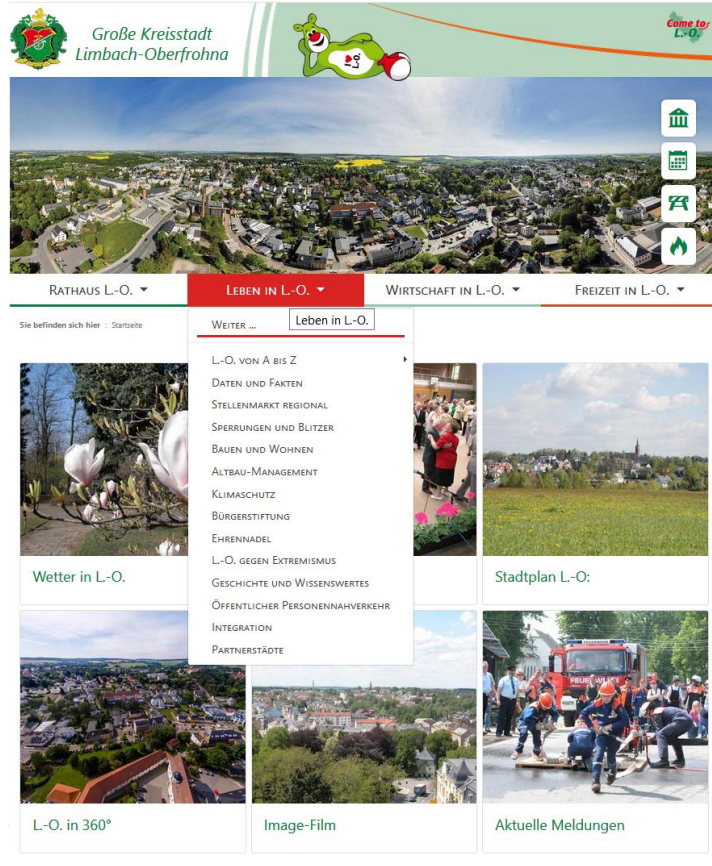 Große Kreisstadt
Limbach-Oberfrohna
I L.-O.
Come to
L.-O.
RATHAUS L.-O.
LEBEN IN L.-O.
WIRTSCHAFT IN L.-O.
FREIZEIT IN L.-O.
Sie befinden sich hier : Startseite
WEITER ...
Leben in L.-O.
L.-O. VON A BIS Z
DATEN UND FAKTEN
STELLENMARKT REGIONAL
SPERRUNGEN UND BLITZER
BAUEN UND WOHNEN
ALTBAU-MANAGEMENT
KLIMASCHUTZ
BÜRGERSTIFTUNG
EHRENNADEL
L.-O. GEGEN EXTREMISMUS
GESCHICHTE UND WISSENSWERTES
ÖFFENTLICHER PERSONENNAHVERKEHR
INTEGRATION
PARTNERSTÄDTE
Wetter in L.-O.
Stadtplan L.-O:
FEUERWEHR
L.-O. in 360°
Image-Film
Aktuelle Meldungen